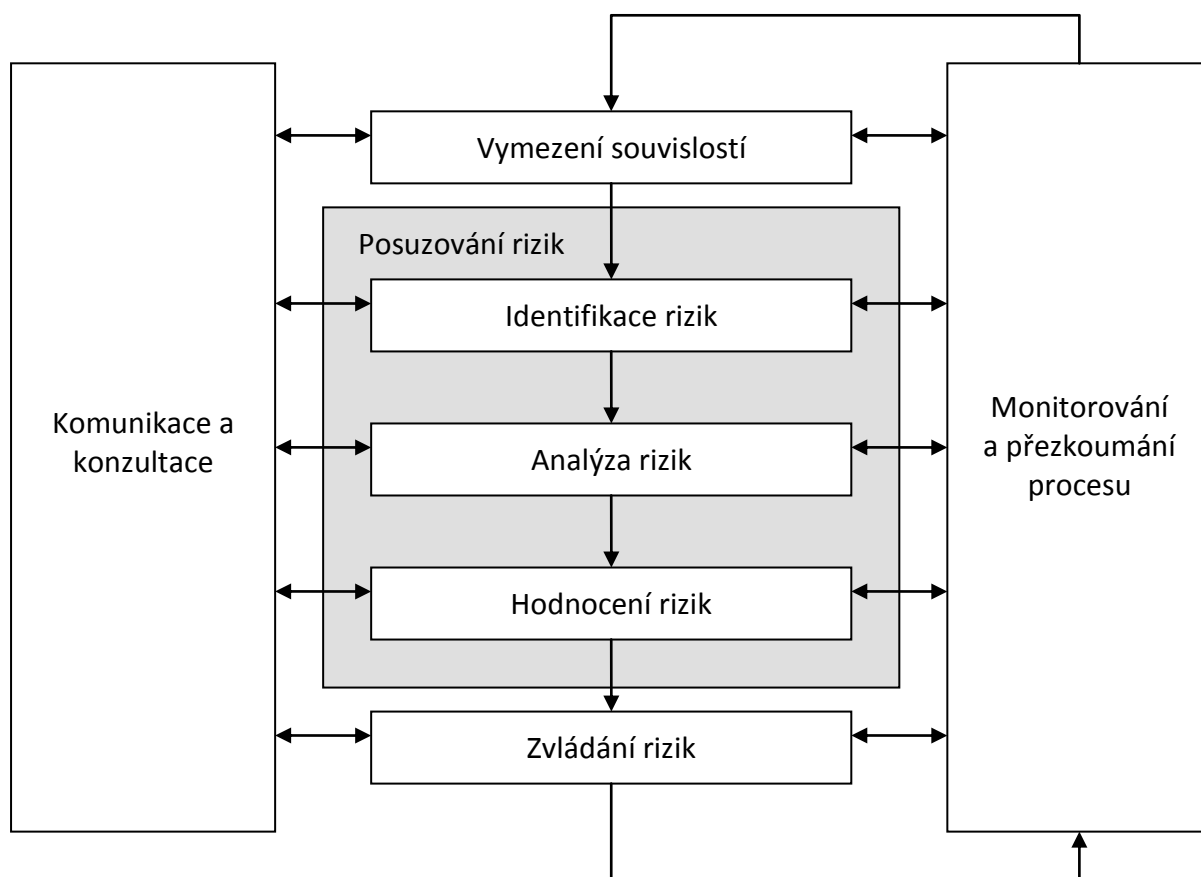 Vymezení souvislostí
Posuzování rizik
Identifikace rizik
Komunikace a
konzultace
Analýza rizik
Monitorování
a přezkoumání
procesu
Hodnocení rizik
Zvládání rizik